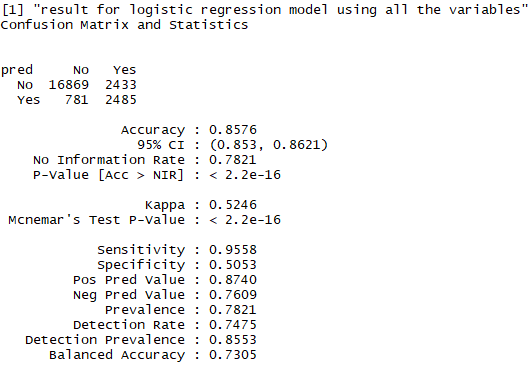 [1] "result for logistic regression model using all the variables"
Confusion Matrix and Statistics
pred No Yes
No 16869 2433
Yes 781 2485
Accuracy : 0.8576
95% CI : (0.853, 0.8621)
No Information Rate : 0.7821
P-Value [Acc > NIR] : < 2.2e-16
Kappa : 0.5246
Mcnemar's Test P-Value : < 2.2e-16
Sensitivity : 0.9558
Specificity : 0.5053
Pos Pred Value : 0.8740
Neg Pred Value : 0.7609
Prevalence : 0.7821
Detection Rate : 0.7475
Detection Prevalence : 0.8553
Balanced Accuracy : 0.7305